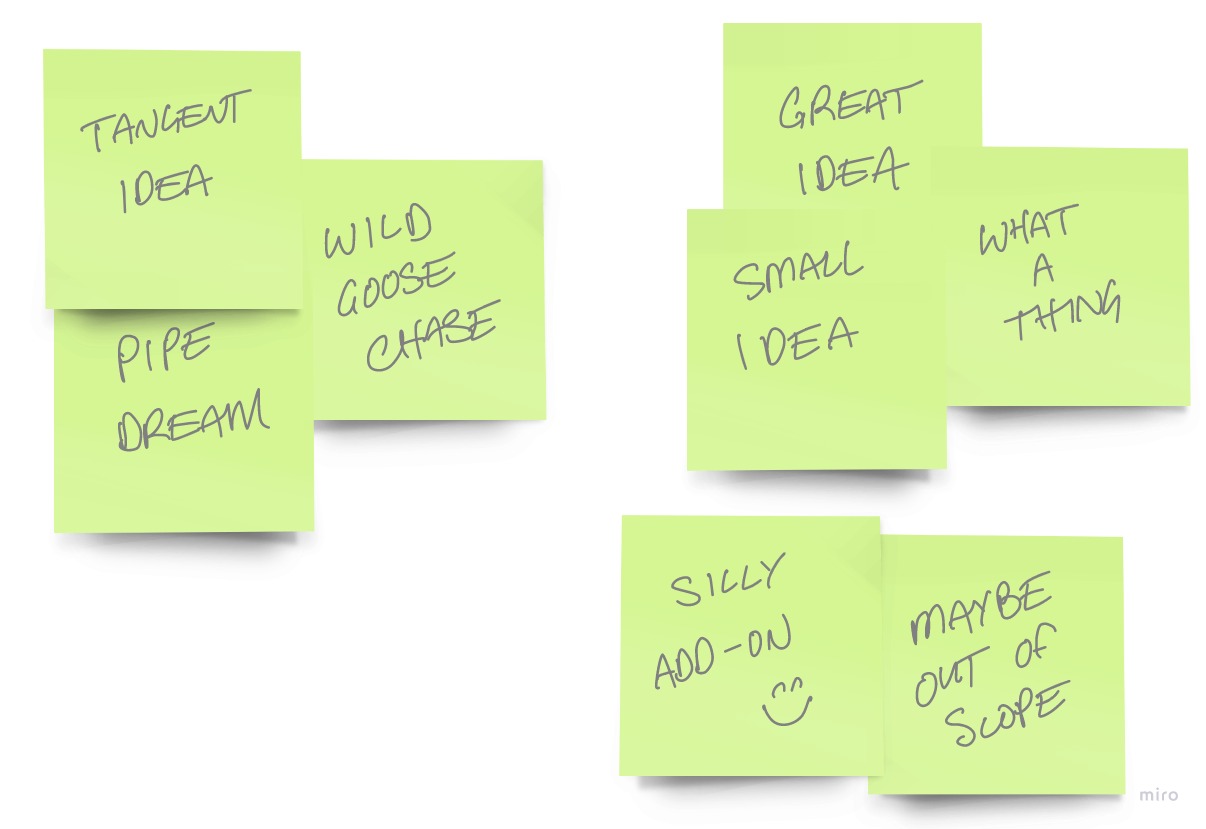 TANGENT
IDEA
WILD
GOOSE
CHASE
PIPE
DREAM
GREAT
IDEA
WHAT
A
THING
SMALL
IDEA
SILLY
ADD-ON
MAYBE
OUT OF
SCOPE
miro